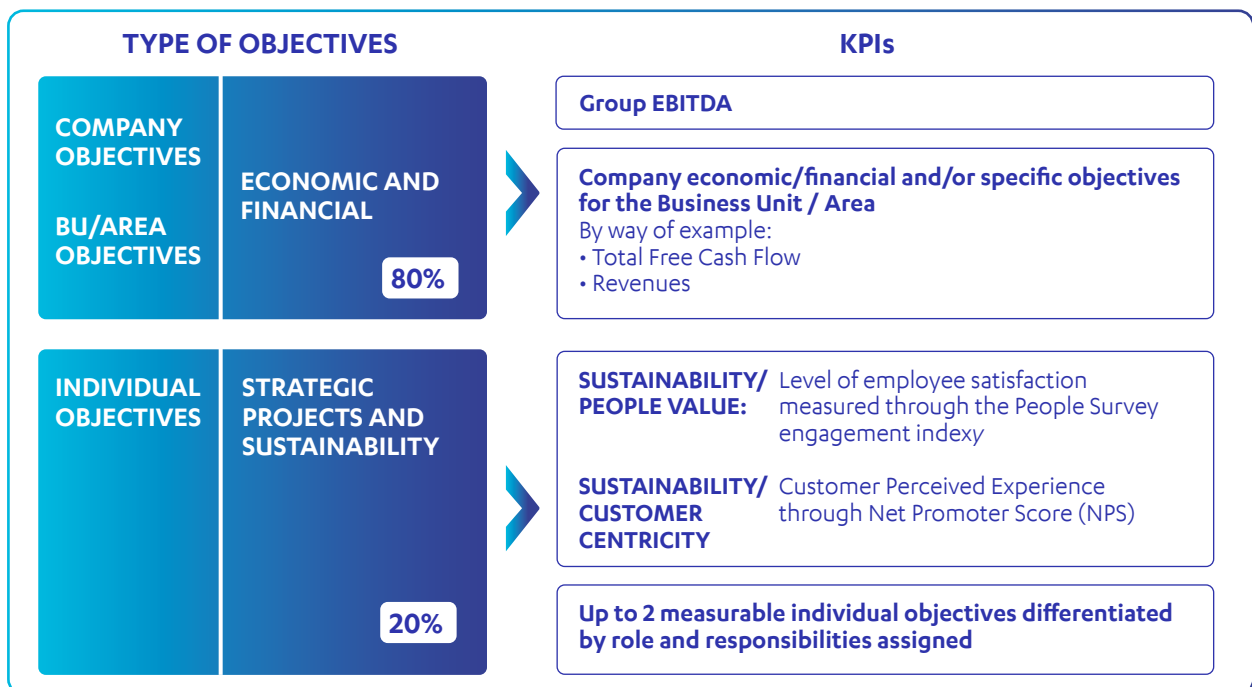 TYPE OF OBJECTIVES
KPIs
COMPANY
OBJECTIVES
BU/AREA
OBJECTIVES
ECONOMIC AND
FINANCIAL
80%
Group EBITDA
Company economic/financial and/or specific objectives
for the Business Unit / Area
By way of example:
• Total Free Cash Flow
• Revenues
INDIVIDUAL
OBJECTIVES
STRATEGIC
PROJECTS AND
SUSTAINABILITY
20%
SUSTAINABILITY/ Level of employee satisfaction
PEOPLE VALUE: measured through the People Survey
engagement indexy
SUSTAINABILITY/ Customer Perceived Experience
CUSTOMER through Net Promoter Score (NPS)
CENTRICITY
Up to 2 measurable individual objectives differentiated
by role and responsibilities assigned